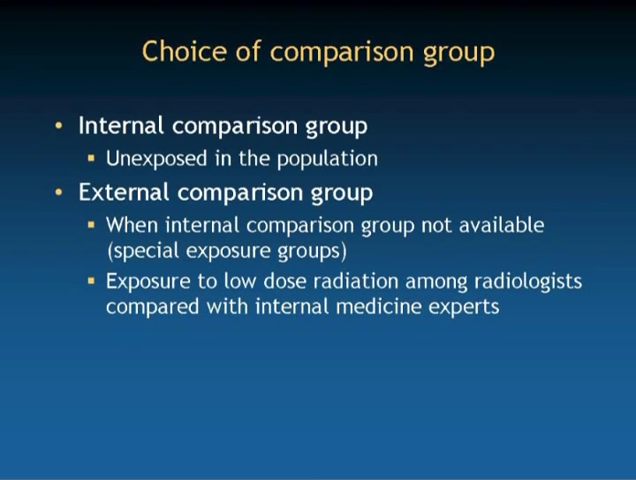 Choice of comparison group
• Internal comparison group
▪ Unexposed in the population
• External comparison group
▪ When internal comparison group not available
(special exposure groups)
▪ Exposure to low dose radiation among radiologists
compared with internal medicine experts